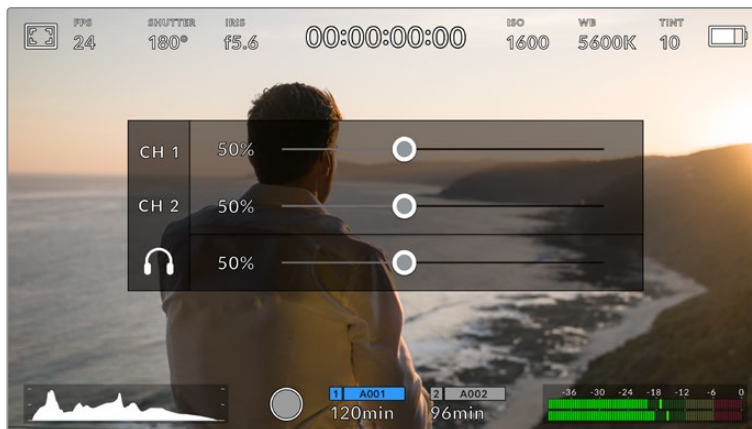 FPS SHUTTER IRIS ISO WB TINT
24 180° f5.6 00:00:00:00 1600 5600K 10
CH 1 50%
CH 2 50%
50%
1 A001 2 A002
120min 96min
-36 -30 -24 -18 -12 -6 0